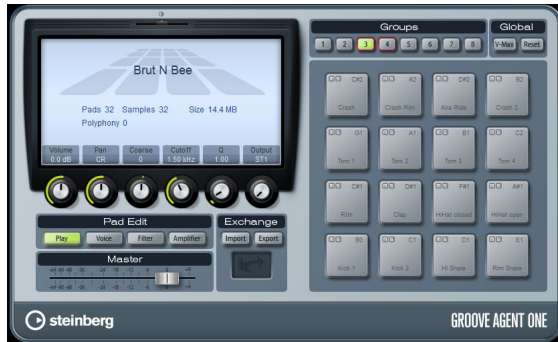 Groups
Global
1 2 3 4 5 6 7 8
V-Max Reset
Brut N Bee
Pads 32 Samples 32 Size 14.4 MB
Polyphony 0
Volume Pan Coarse Cutoff Q Output
0.0 dB CR 0 1.50 kHz 1.00 ST1
C#2 A2 D#2 B2
Crash Crash Rim Ana Ride Crash 2
G1 A1 B1 C2
Tom 1 Tom 2 Tom 3 Tom 4
C#1 D#1 F#1 A#1
Rim Clap HiHat closed HiHat open
B0 C1 D1 E1
Kick 1 Kick 2 Hi Snare Rim Snare
Pad Edit
Exchange
Play Voice Filter Amplifier
Import Export
Master
steinberg
GROOVE AGENT ONE